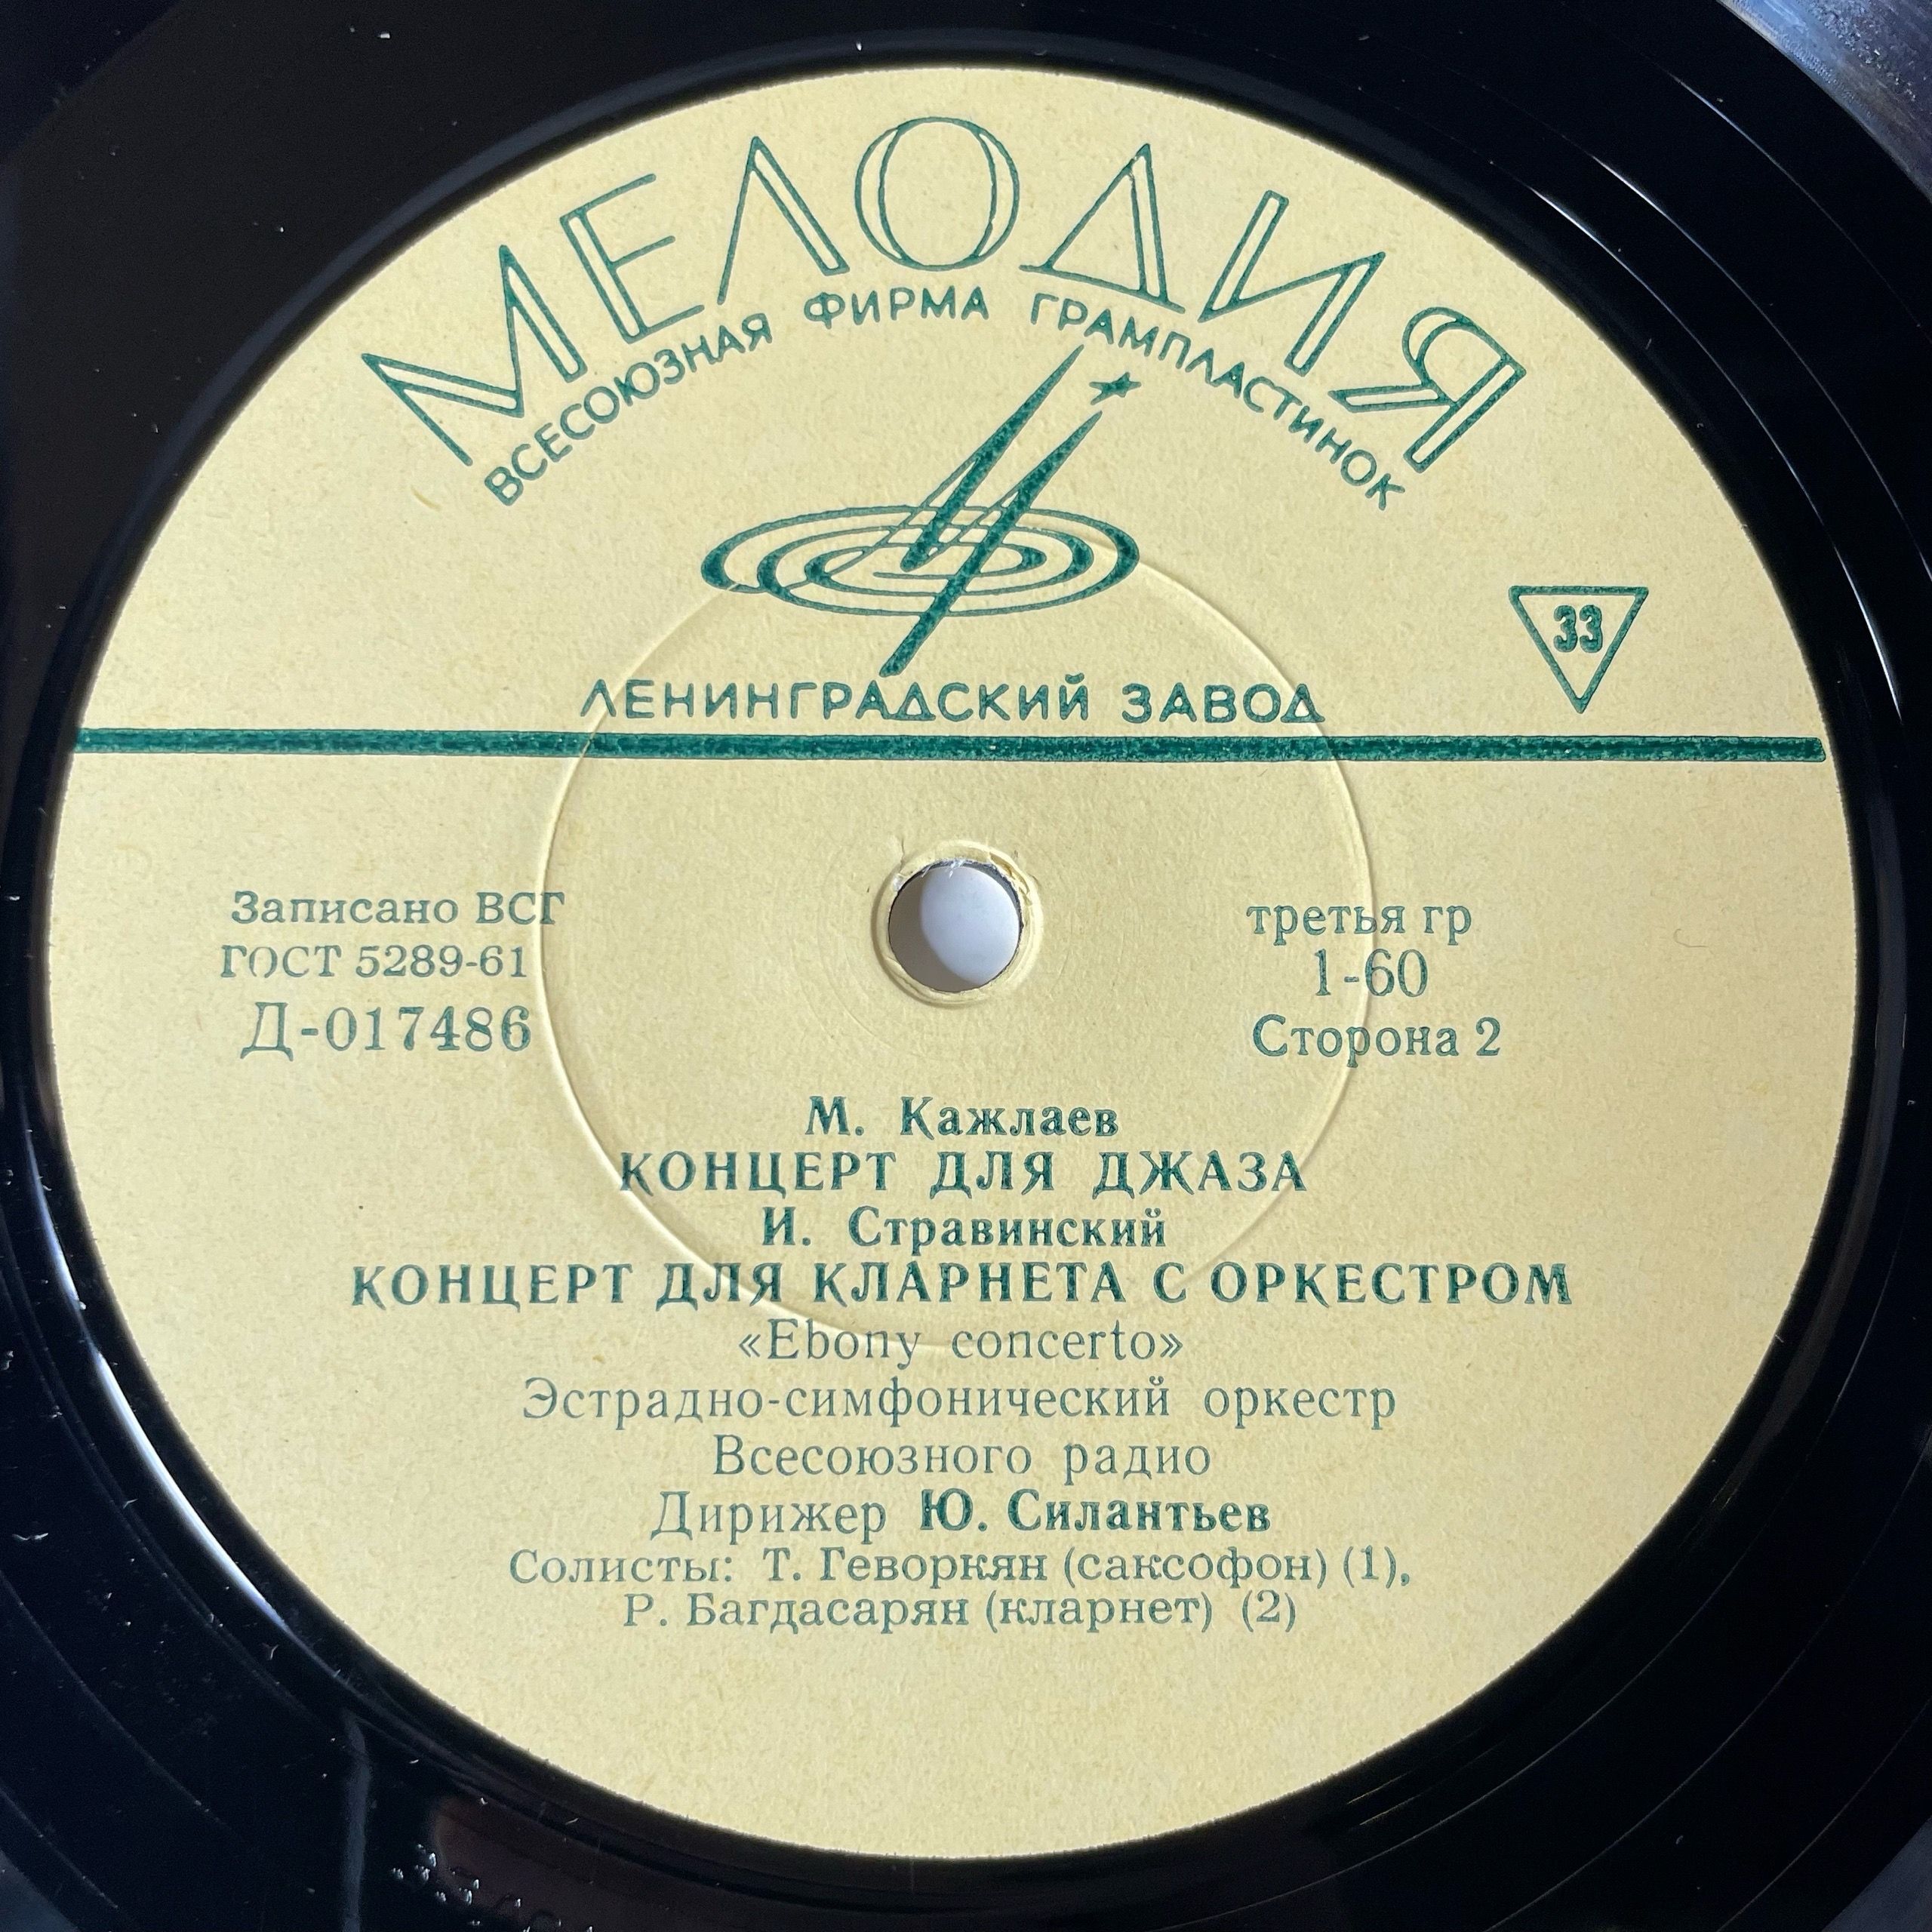 МЕЛОДИЯ
ВСЕСОЮЗНАЯ ФИРМА ГРАМПЛАСТИНОК
33
ЛЕНИНГРАДСКИЙ ЗАВОД
Записано ВСГ
ГОСТ 5289-61
Д-017486
третья гр
1-60
Сторона 2
М. Кажлаев
КОНЦЕРТ ДЛЯ ДЖАЗА
И. Стравинский
КОНЦЕРТ ДЛЯ КЛАРНЕТА С ОРКЕСТРОМ
«Ebony concerto»
Эстрадно-симфонический оркестр
Всесоюзного радио
Дирижер Ю. Силантьев
Солисты: Т. Геворкян (саксофон) (1),
Р. Багдасарян (кларнет) (2)